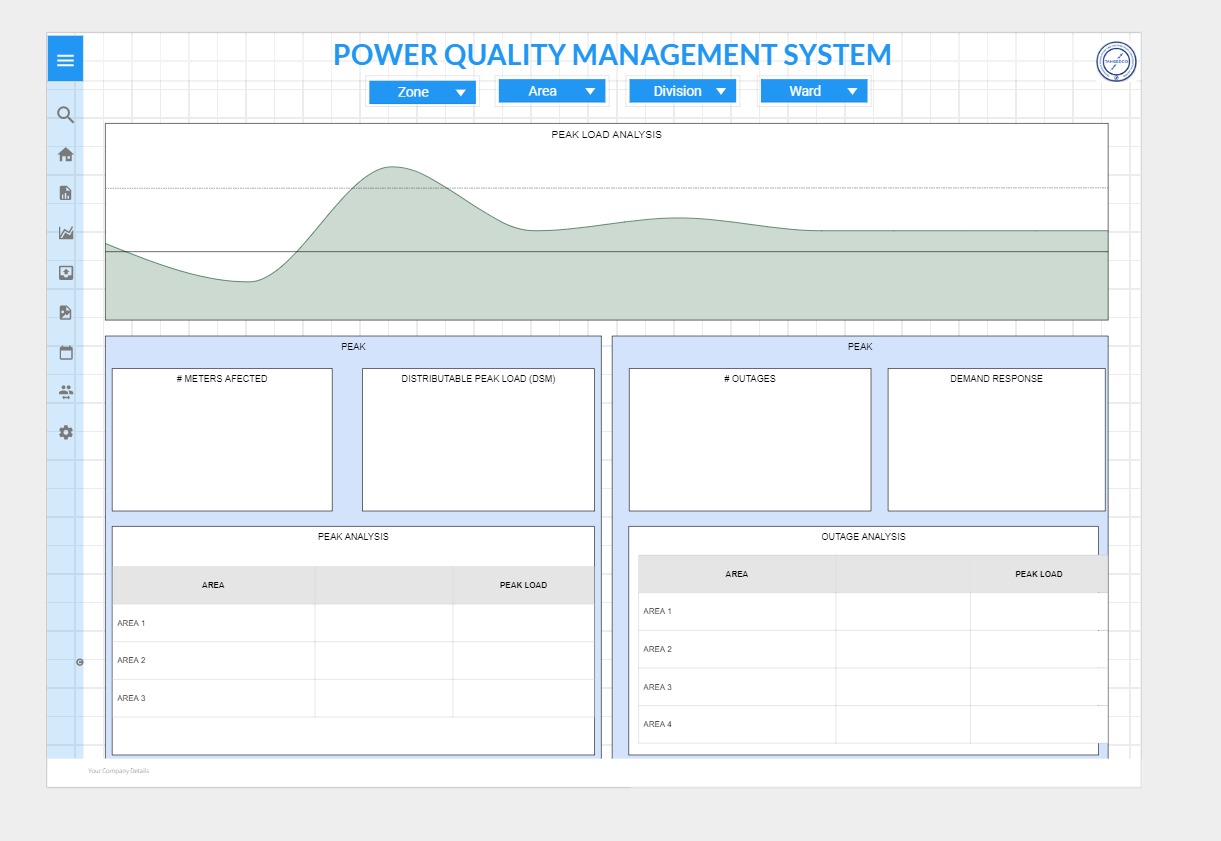 POWER QUALITY MANAGEMENT SYSTEM
Zone Area Division Ward
TANGEDCO
PEAK LOAD ANALYSIS
PEAK
# METERS AFECTED
DISTRIBUTABLE PEAK LOAD (DSM)
PEAK ANALYSIS
AREA PEAK LOAD
AREA 1
AREA 2
AREA 3
PEAK
# OUTAGES
DEMAND RESPONSE
OUTAGE ANALYSIS
AREA PEAK LOAD
AREA 1
AREA 2
AREA 3
AREA 4
Your Company Details